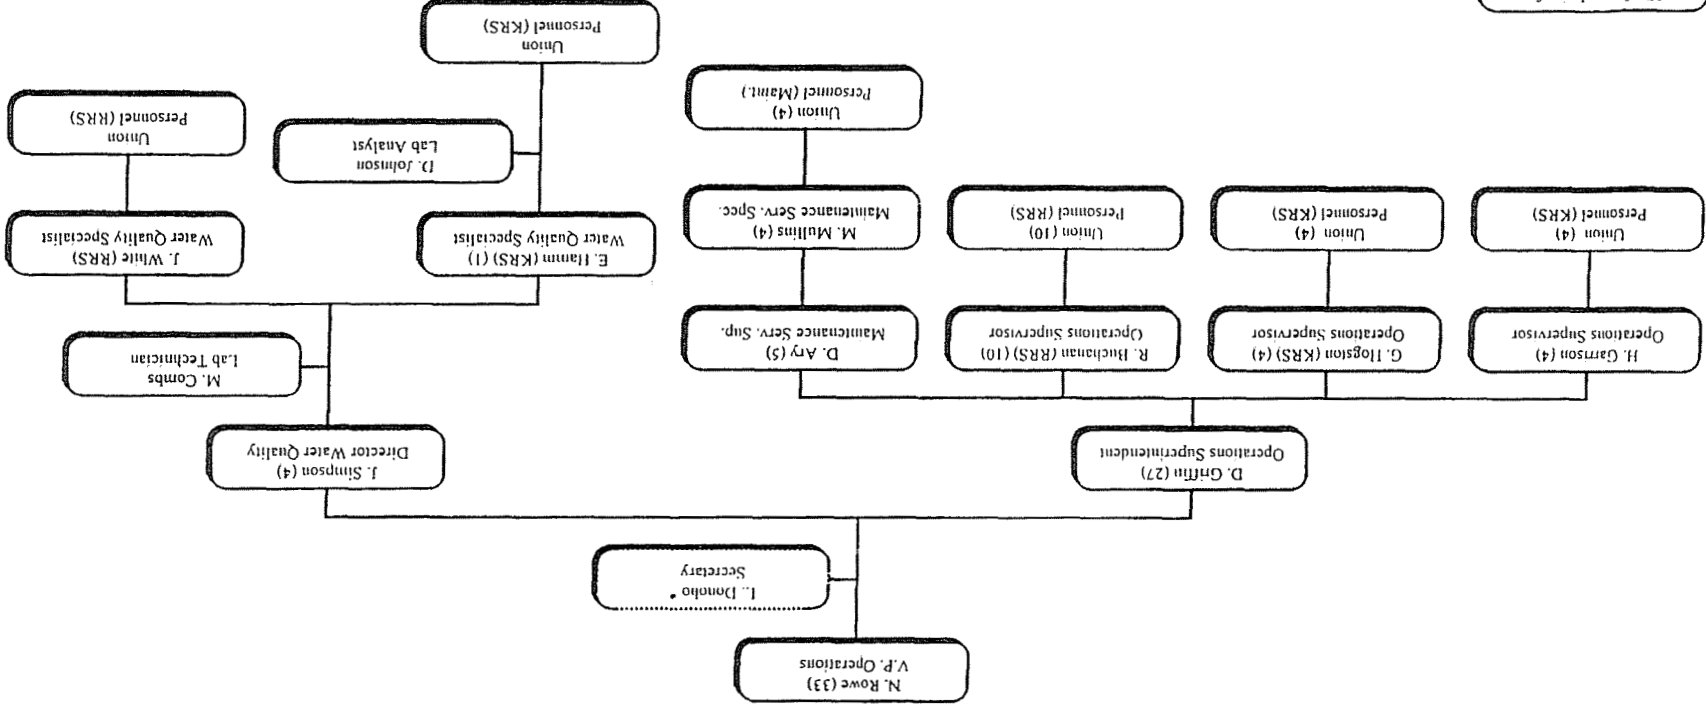 N. Rowe (33)
V.P. Operations
L. Donoho *
Secretary
D. Griffin (27)
Operations Superintendent
J. Simpson (4)
Director Water Quality
H. Garrison (4)
Operations Supervisor
G. Hogston (KRS) (4)
Operations Supervisor
R. Buchanan (RRS) (10)
Operations Supervisor
D. Ary (5)
Maintenance Serv. Sup.
M. Combs
Lab Technician
Union (4)
Personnel (KRS)
Union (4)
Personnel (KRS)
Union (10)
Personnel (RRS)
M. Mullins (4)
Maintenance Serv. Spec.
E. Hamm (KRS) (1)
Water Quality Specialist
J. White (RRS)
Water Quality Specialist
Union (4)
Personnel (Maint.)
D. Johnson
Lab Analyst
Union
Personnel (RRS)
Union
Personnel (KRS)